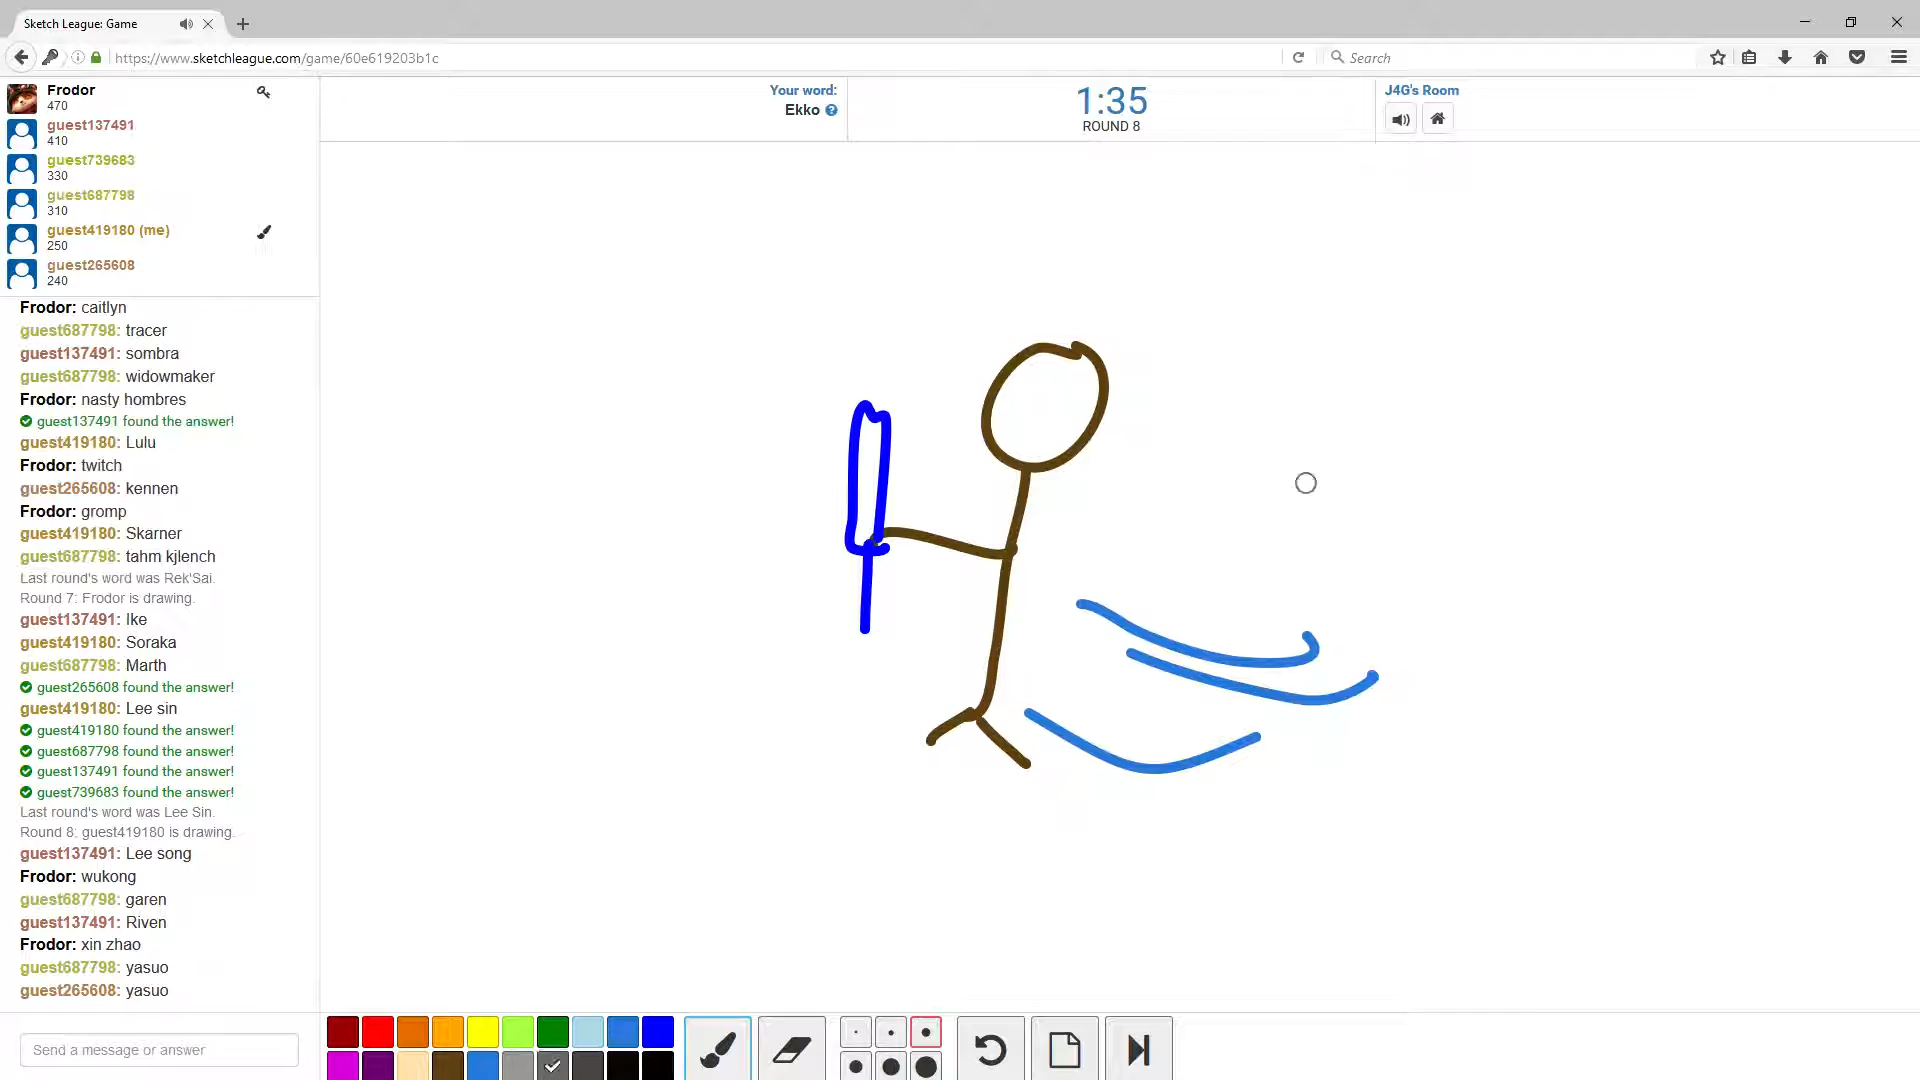 Sketch League: Game
https://www.sketchleague.com/game/60e619203b1c
Search
Frodor
470
guest137491
410
guest739683
330
guest687798
310
guest419180 (me)
250
guest265608
240
Your word:
Ekko
1:35
ROUND 8
J4G's Room
Frodor: caitlyn
guest687798: tracer
guest137491: sombra
guest687798: widowmaker
Frodor: nasty hombres
guest137491 found the answer!
guest419180: Lulu
Frodor: twitch
guest265608: kennen
Frodor: gromp
guest419180: Skarner
guest687798: tahm kjlench
Last round's word was Rek'Sai.
Round 7: Frodor is drawing.
guest137491: Ike
guest419180: Soraka
guest687798: Marth
guest265608 found the answer!
guest419180: Lee sin
guest419180 found the answer!
guest687798 found the answer!
guest137491 found the answer!
guest739683 found the answer!
Last round's word was Lee Sin.
Round 8: guest419180 is drawing.
guest137491: Lee song
Frodor: wukong
guest687798: garen
guest137491: Riven
Frodor: xin zhao
guest687798: yasuo
guest265608: yasuo
Send a message or answer